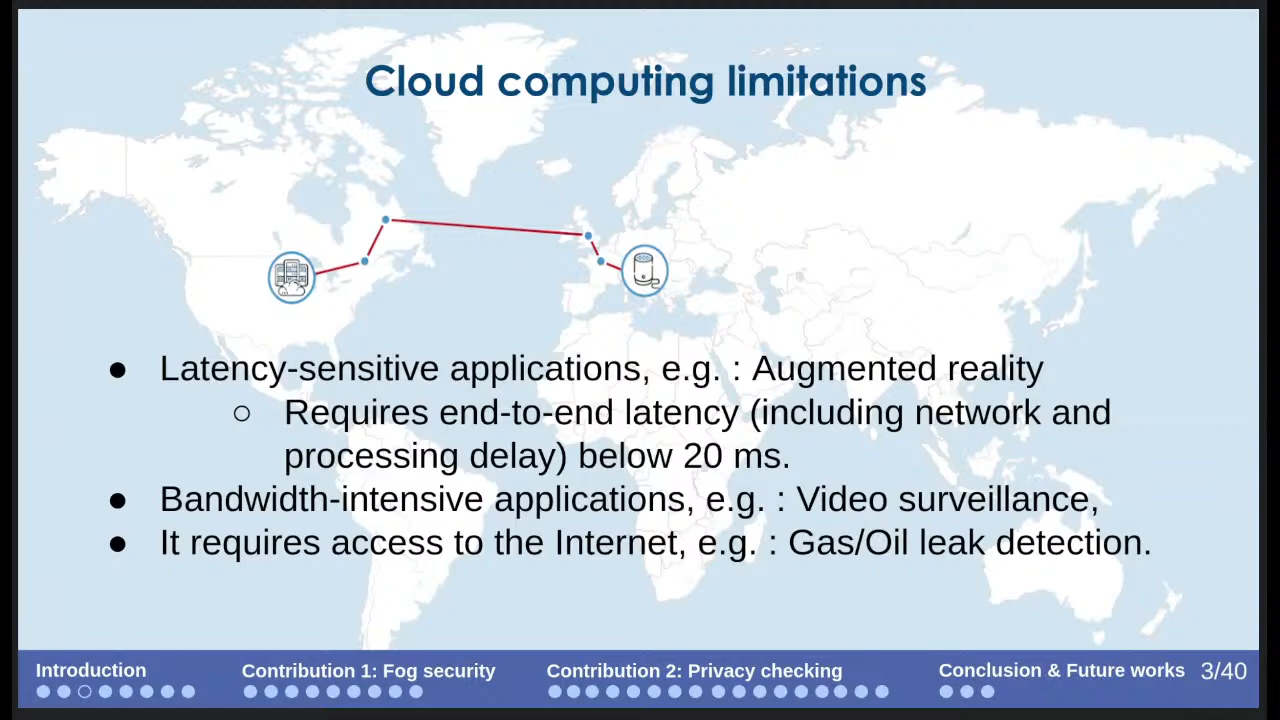 Cloud computing limitations
● Latency-sensitive applications, e.g. : Augmented reality
○ Requires end-to-end latency (including network and
processing delay) below 20 ms.
● Bandwidth-intensive applications, e.g. : Video surveillance,
● It requires access to the Internet, e.g. : Gas/Oil leak detection.
Introduction
Contribution 1: Fog security
Contribution 2: Privacy checking
Conclusion & Future works
3/40